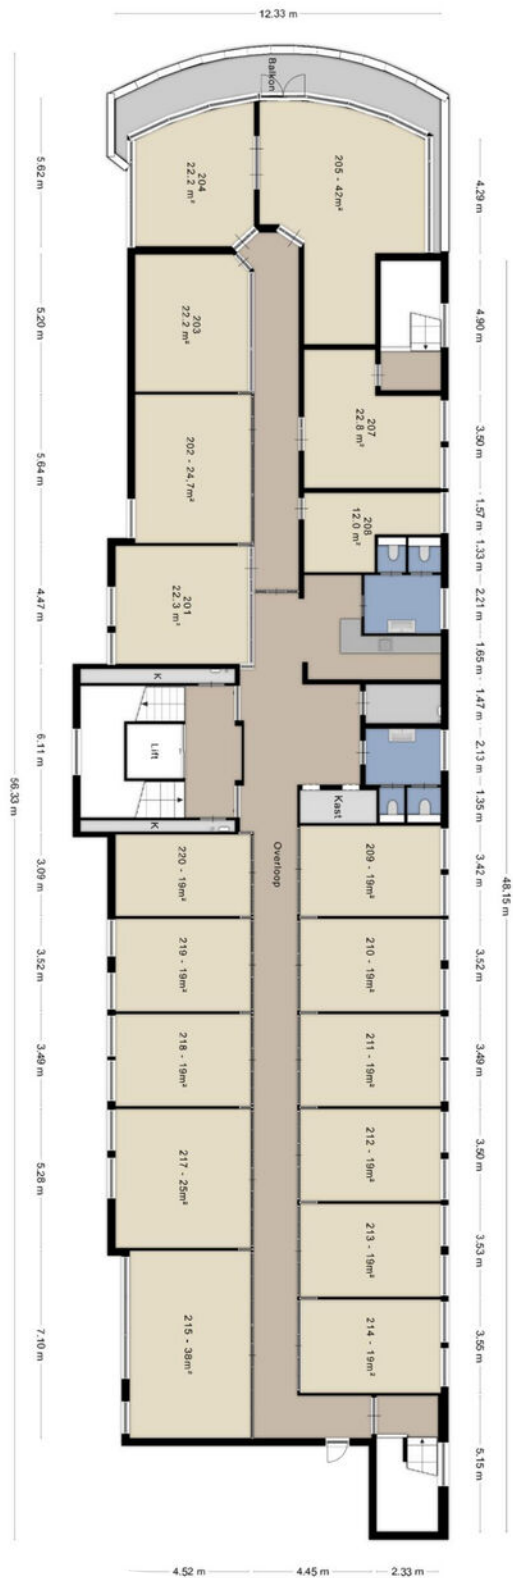 12.33 m
Balkon
5.62 m
204
22.2 m²
205 - 42m²
4.29 m
5.20 m
203
22.2 m²
4.90 m
5.64 m
202 - 24,7m²
207
22.8 m²
3.50 m
208
12.0 m²
1.57 m
1.33 m
4.47 m
201
22.3 m²
2.21 m
1.65 m
K
6.11 m
Lift
1.47 m
2.13 m
56.33 m
K
Kast
1.35 m
48.15 m
Overloop
3.09 m
220 - 19m²
209 - 19m²
3.42 m
3.52 m
219 - 19m²
210 - 19m²
3.52 m
3.49 m
218 - 19m²
211 - 19m²
3.49 m
5.28 m
217 - 25m²
212 - 19m²
3.50 m
213 - 19m²
3.53 m
7.10 m
215 - 38m²
214 - 19m²
3.55 m
5.15 m
4.52 m
4.45 m
2.33 m